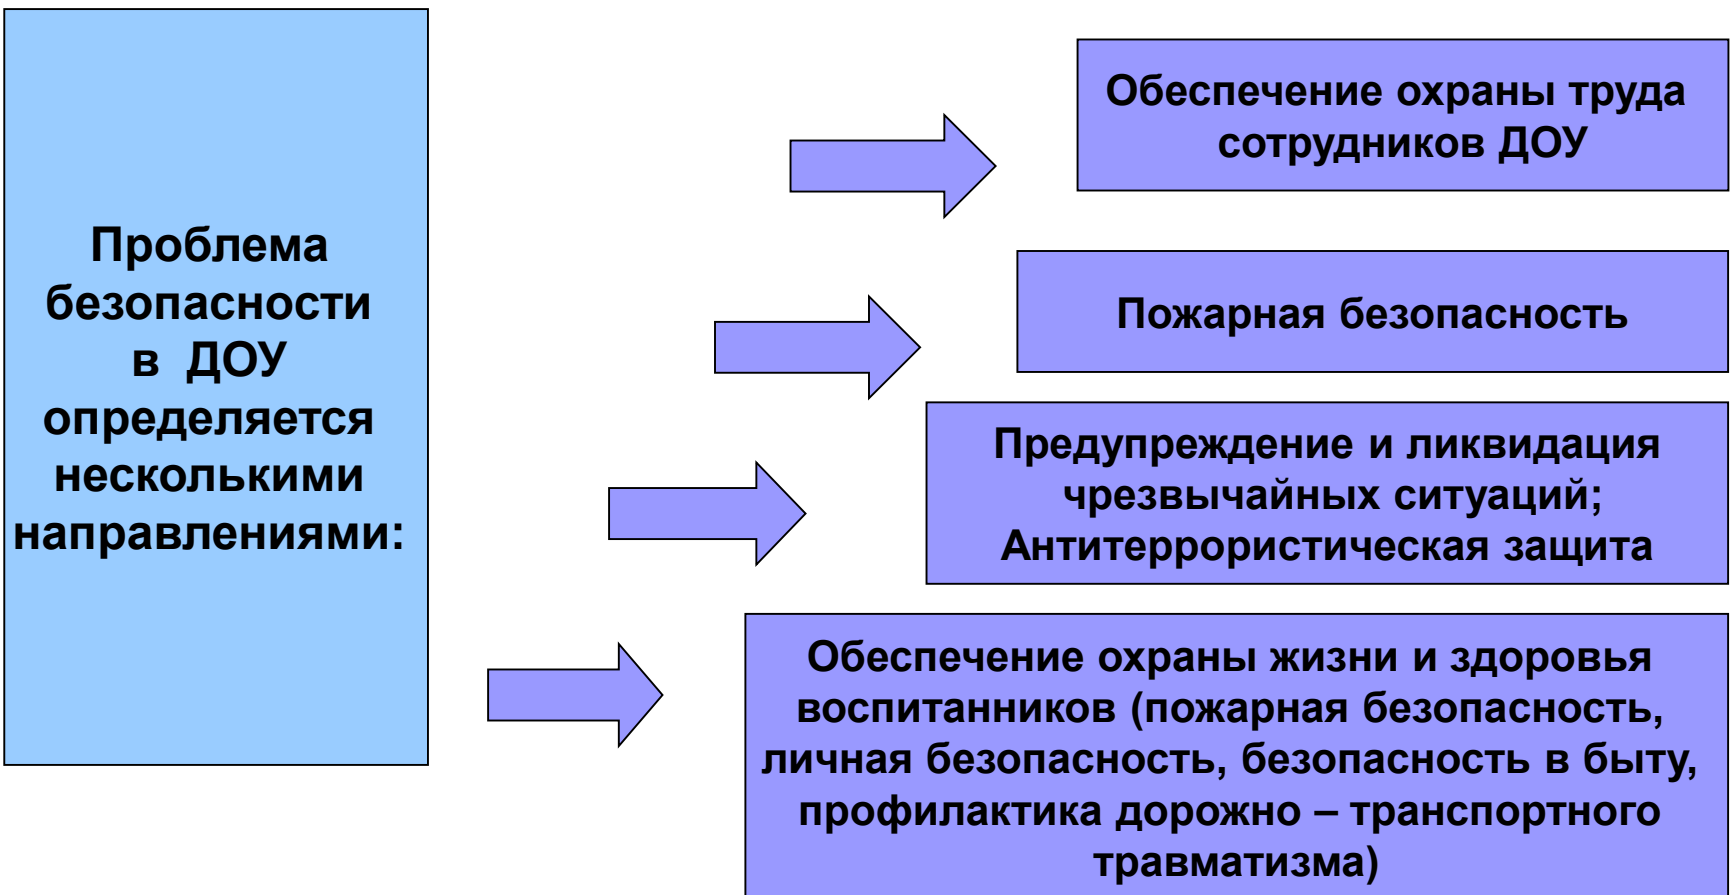 Проблема
безопасности
в ДОУ
определяется
несколькими
направлениями:
Обеспечение охраны труда
сотрудников ДОУ
Пожарная безопасность
Предупреждение и ликвидация
чрезвычайных ситуаций;
Антитеррористическая защита
Обеспечение охраны жизни и здоровья
воспитанников (пожарная безопасность,
личная безопасность, безопасность в быту,
профилактика дорожно – транспортного
травматизма)